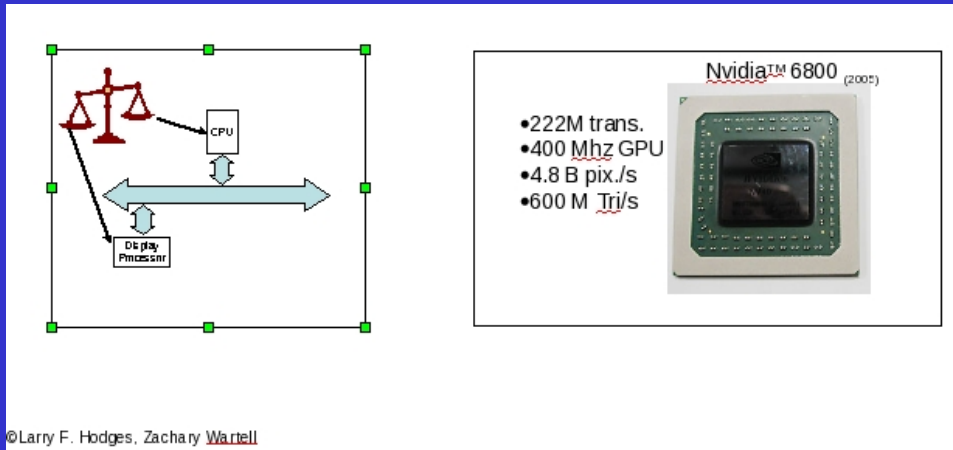 CPU
Display
Processor
Nvidia™ 6800 (2005)
•222M trans.
•400 Mhz GPU
•4.8 B pix./s
•600 M Tri/s
©Larry F. Hodges, Zachary Wartell